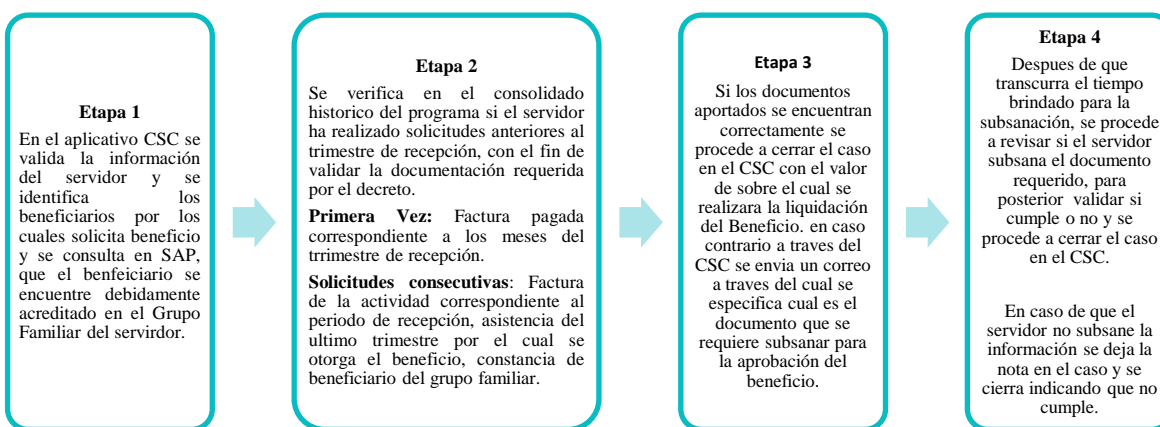 Etapa 1
En el aplicativo CSC se
valida la información
del servidor y se
identifica los
beneficiarios por los
cuales solicita beneficio
y se consulta en SAP,
que el benfeiciario se
encuentre debidamente
acreditado en el Grupo
Familiar del servirdor.
Etapa 2
Se verifica en el consolidado
historico del programa si el servidor
ha realizado solicitudes anteriores al
trimestre de recepción, con el fin de
validar la documentación requerida
por el decreto.
Primera Vez: Factura pagada
correspondiente a los meses del
trrimestre de recepción.
Solicitudes consecutivas: Factura
de la actividad correspondiente al
periodo de recepción, asistencia del
ultimo trimestre por el cual se
otorga el beneficio, constancia de
beneficiario del grupo familiar.
Etapa 3
Si los documentos
aportados se encuentran
correctamente se
procede a cerrar el caso
en el CSC con el valor
de sobre el cual se
realizara la liquidación
del Beneficio. en caso
contrario a traves del
CSC se envia un correo
a traves del cual se
especifica cual es el
documento que se
requiere subsanar para
la aprobación del
beneficio.
Etapa 4
Despues de que
transcurra el tiempo
brindado para la
subsanación, se procede
a revisar si el servidor
subsana el documento
requerido, para
posterior validar si
cumple o no y se
procede a cerrar el caso
en el CSC.
En caso de que el
servidor no subsane la
información se deja la
nota en el caso y se
cierra indicando que no
cumple.